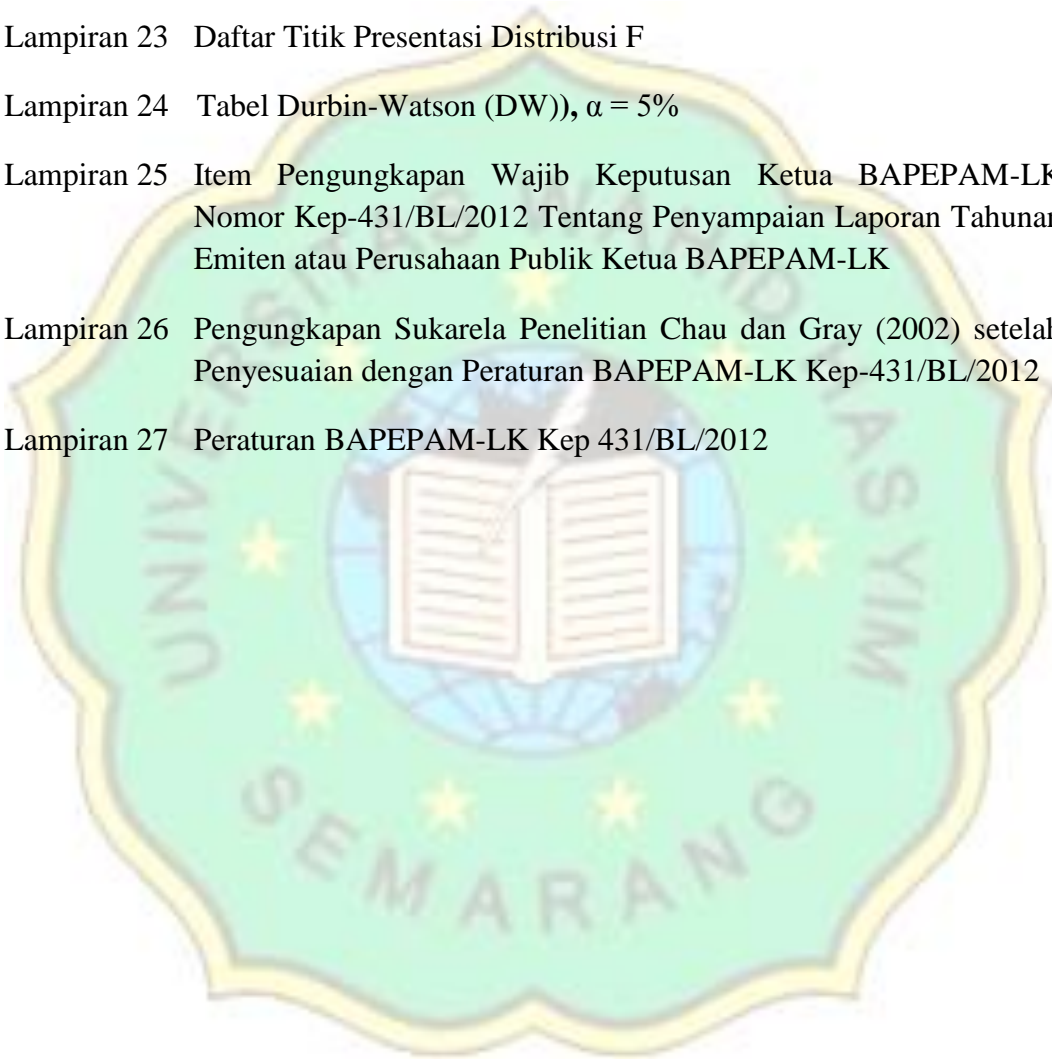 Lampiran 23 Daftar Titik Presentasi Distribusi F
Lampiran 24 Tabel Durbin-Watson (DW)), α = 5%
Lampiran 25 Item Pengungkapan Wajib Keputusan Ketua BAPEPAM-LK
Nomor Kep-431/BL/2012 Tentang Penyampaian Laporan Tahunan
Emiten atau Perusahaan Publik Ketua BAPEPAM-LK
Lampiran 26 Pengungkapan Sukarela Penelitian Chau dan Gray (2002) setelah
Penyesuaian dengan Peraturan BAPEPAM-LK Kep-431/BL/2012
Lampiran 27 Peraturan BAPEPAM-LK Kep 431/BL/2012
UNIVERSITAS WAHID HASYIM
SEMARANG